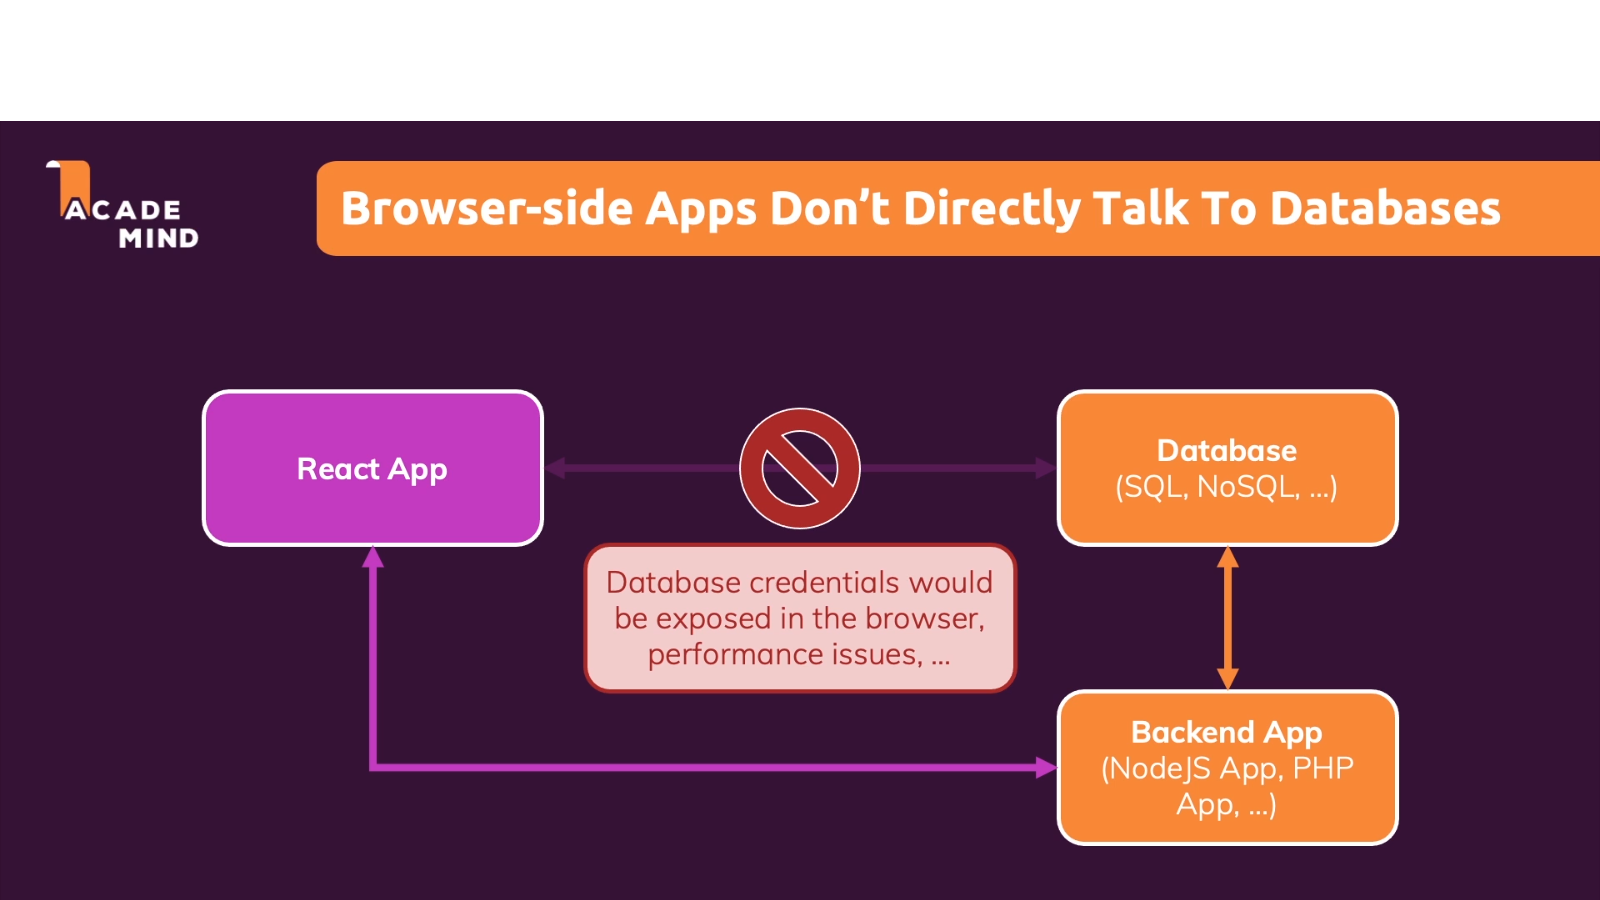 ACADE
MIND
Browser-side Apps Don’t Directly Talk To Databases
React App
Database
(SQL, NoSQL, ...)
Database credentials would
be exposed in the browser,
performance issues, ...
Backend App
(NodeJS App, PHP
App, ...)